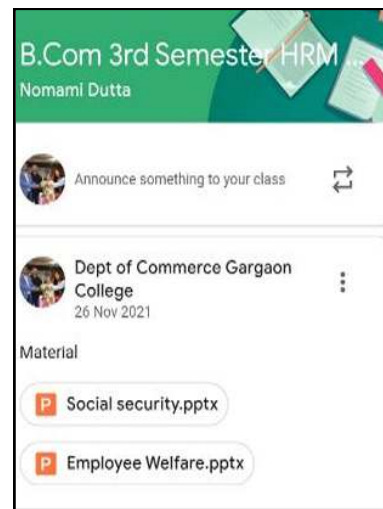 B.Com 3rd Semester HRM ...
Nomami Dutta
Announce something to your class
Dept of Commerce Gargaon
College
26 Nov 2021
Material
P Social security.pptx
P Employee Welfare.pptx